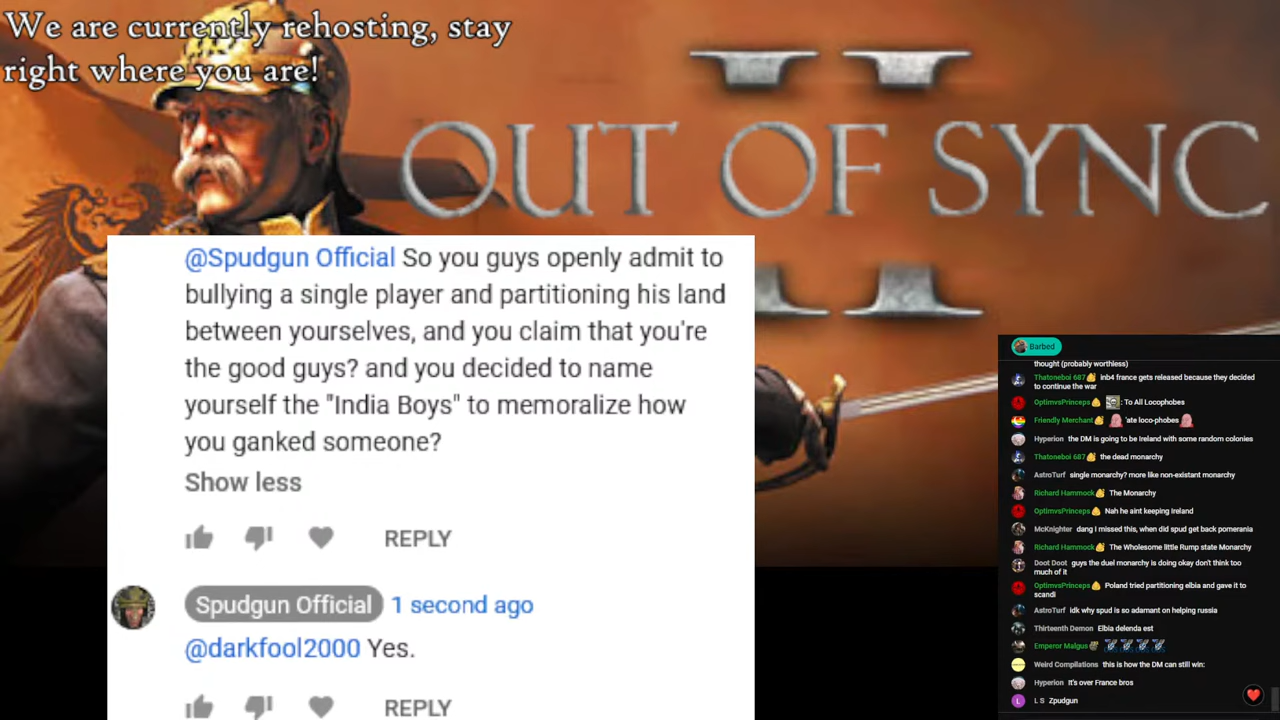 We are currently rehosting, stay
right where you are!
II
OUT OF SYNC
@Spudgun Official So you guys openly admit to
bullying a single player and partitioning his land
between yourselves, and you claim that you're
the good guys? and you decided to name
yourself the "India Boys" to memoralize how
you ganked someone?
Show less
REPLY
Spudgun Official 1 second ago
@darkfool2000 Yes.
REPLY
Barbed
thought (probably worthless)
Thatoneboi 687 inb4 france gets released because they decided
to continue the war
OptimvsPrinceps : To All Locophobes
Friendly Merchant 'ate loco-phobes
Hyperion the DM is going to be Ireland with some random colonies
Thatoneboi 687 the dead monarchy
AstroTurf single monarchy? more like non-existant monarchy
Richard Hammock The Monarchy
OptimvsPrinceps Nah he aint keeping Ireland
McKnighter dang I missed this, when did spud get back pomerania
Richard Hammock The Wholesome little Rump state Monarchy
Doot Doot guys the duel monarchy is doing okay don't think too
much of it
OptimvsPrinceps Poland tried partitioning elbia and gave it to
scandi
AstroTurf idk why spud is so adamant on helping russia
Thirteenth Demon Elbia delenda est
Emperor Malgus
Weird Compilations this is how the DM can still win:
Hyperion It's over France bros
L S Zpudgun